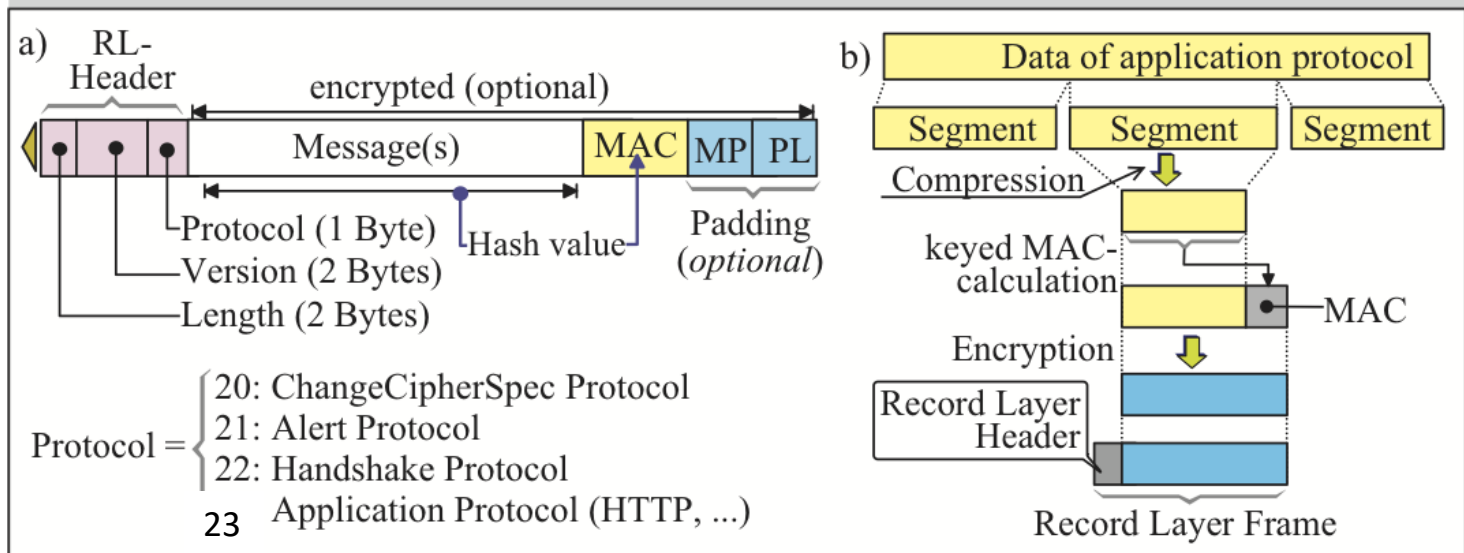 a)
RL-
Header
encrypted (optional)
Message(s)
MAC
MP
PL
Protocol (1 Byte)
Version (2 Bytes)
Length (2 Bytes)
Hash value
Padding
(optional)
Protocol =
20: ChangeCipherSpec Protocol
21: Alert Protocol
22: Handshake Protocol
23 Application Protocol (HTTP, ...)
b)
Data of application protocol
Segment
Segment
Segment
Compression
keyed MAC-
calculation
MAC
Encryption
Record Layer
Header
Record Layer Frame